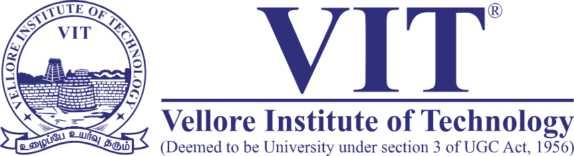 VELLORE INSTITUTE OF TECHNOLOGY
VIT
உழைப்பே உயர்வு தரும்
VIT®
Vellore Institute of Technology
(Deemed to be University under section 3 of UGC Act, 1956)